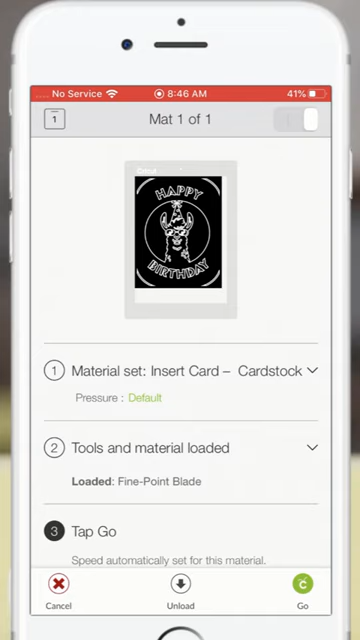 .... No Service 8:46 AM 41%
1 Mat 1 of 1
cricut
HAPPY
BIRTHDAY
1 Material set: Insert Card – Cardstock
Pressure : Default
2 Tools and material loaded
Loaded: Fine-Point Blade
3 Tap Go
Speed automatically set for this material.
Cancel Unload Go